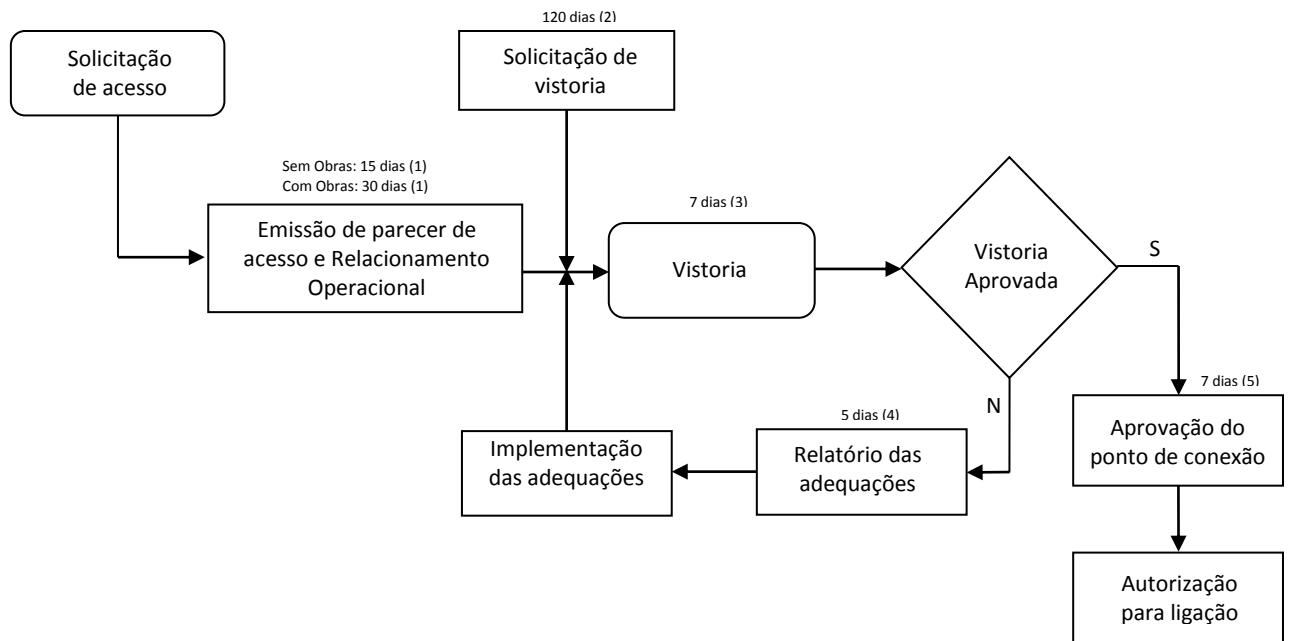 120 dias (2)
Solicitação
de acesso
Solicitação de
vistoria
Sem Obras: 15 dias (1)
Com Obras: 30 dias (1)
Emissão de parecer de
acesso e Relacionamento
Operacional
7 dias (3)
Vistoria
Vistoria
Aprovada
S
N
7 dias (5)
Aprovação do
ponto de conexão
5 dias (4)
Relatório das
adequações
Implementação
das adequações
Autorização
para ligação